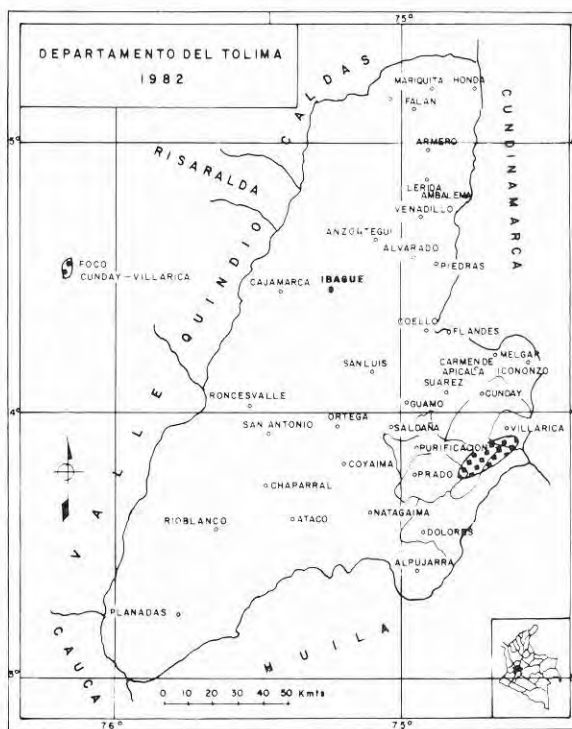 DEPARTAMENTO DEL TOLIMA
1982
75°
CALDAS
MARIQUITA HONDA
FALAN
CUNDINAMARCA
5°
ARMERO
RISARALDA
LERIDA
AMBALEMA
VENADILLO
ANZOATEGUI
ALVARADO
PIEDRAS
FOCO
CUNDAY-VILLARICA
QUINDIO
CAJAMARCA
IBAGUE
COELLO
FLANDES
MELGAR
CARMEN DE
APICALA
ICONONZO
SAN LUIS
SUAREZ
CUNDAY
RONCESVALLE
GUAMO
4°
4°
ORTEGA
SAN ANTONIO
SALDAÑA
VILLARICA
PURIFICACION
COYAIMA
PRADO
VALLE
CHAPARRAL
NATAGAIMA
RIOBLANCO
ATACO
DOLORES
ALPUJARRA
PLANADAS
CAUCA
HUILA
0 10 20 30 40 50 Kmts
76°
75°